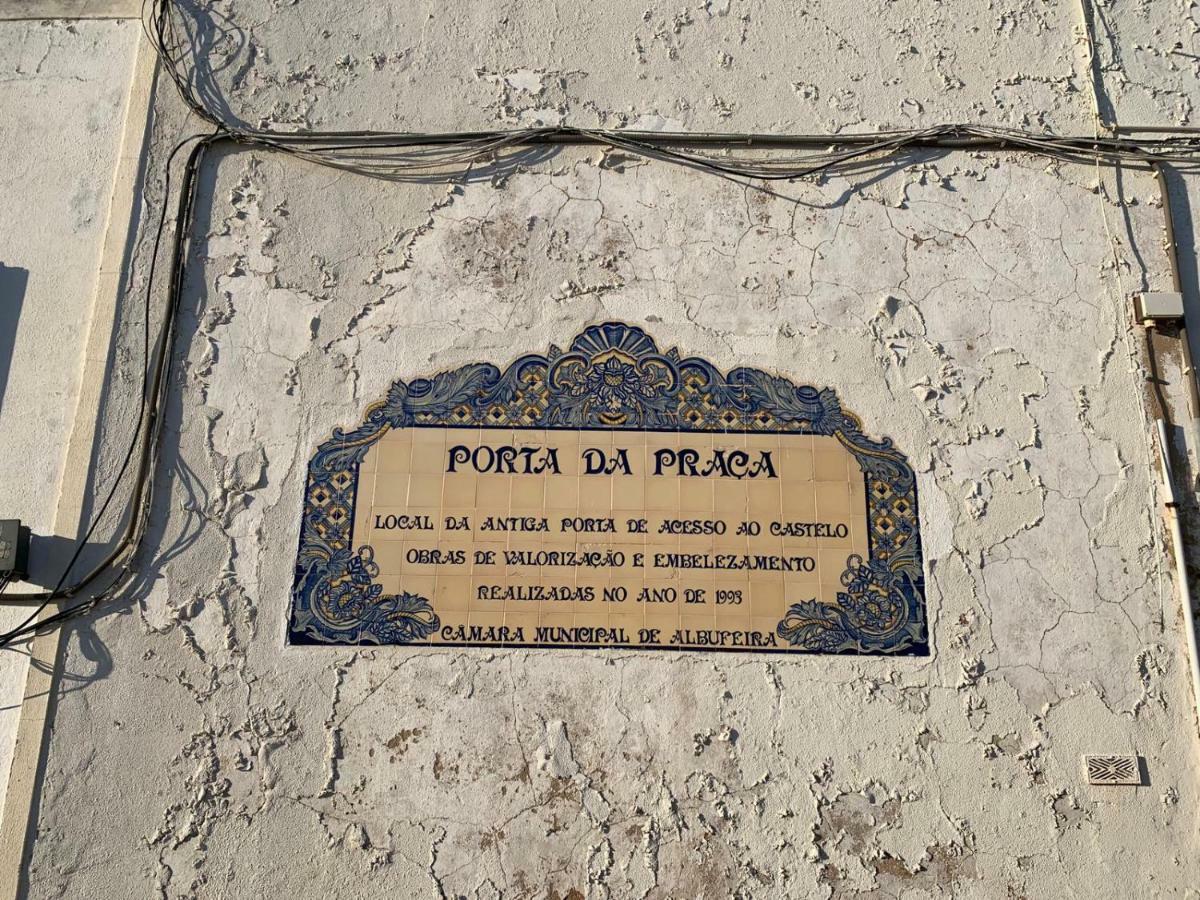 PORTA DA PRAÇA
LOCAL DA ANTIGA PORTA DE ACESSO AO CASTELO
OBRAS DE VALORIZAÇÃO E EMBELEZAMENTO
REALIZADAS NO ANO DE 1993
CÂMARA MUNICIPAL DE ALBUFEIRA